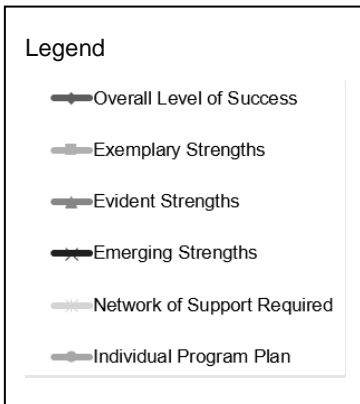 Legend
Overall Level of Success
Exemplary Strengths
Evident Strengths
Emerging Strengths
Network of Support Required
Individual Program Plan